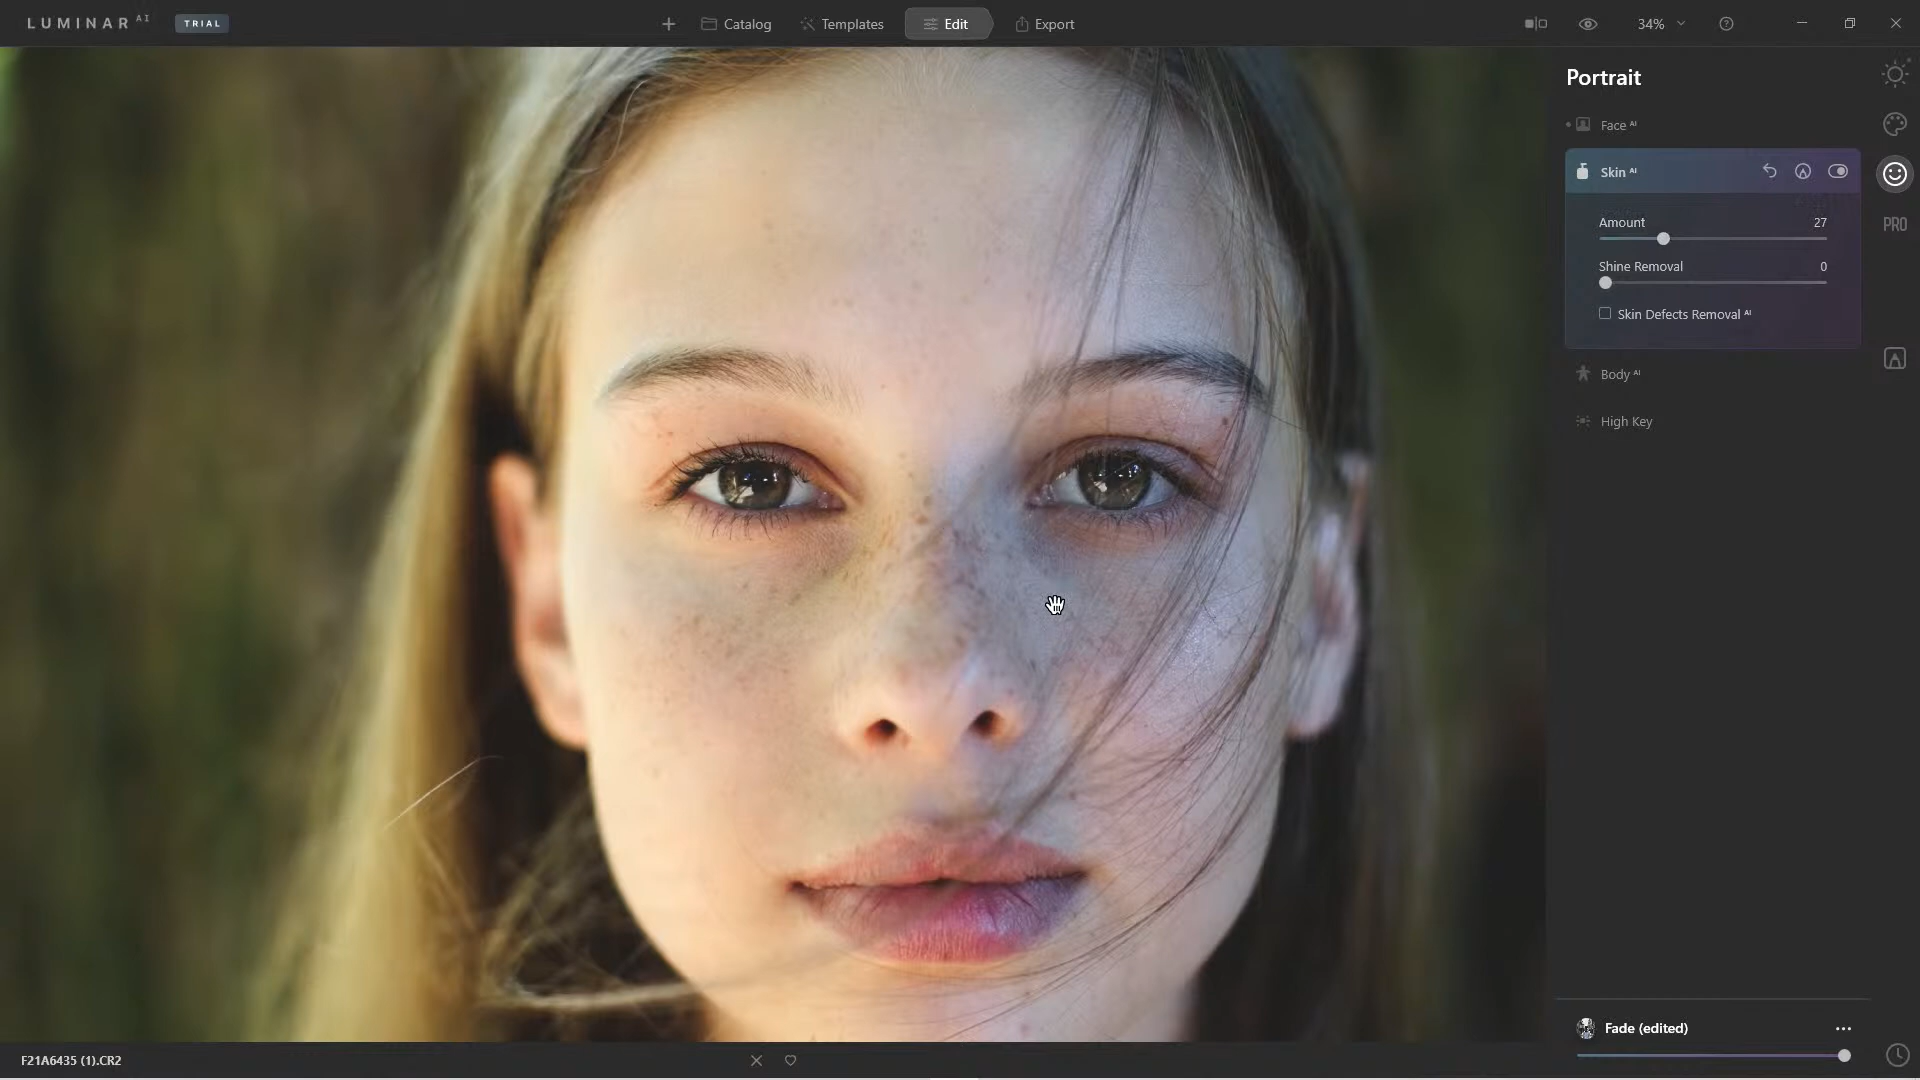 LUMINAR AI
TRIAL
Catalog
Templates
Edit
Export
34%
Portrait
Face AI
Skin AI
Amount 27
Shine Removal 0
Skin Defects Removal AI
Body AI
High Key
PRO
Fade (edited)
F21A6435 (1).CR2